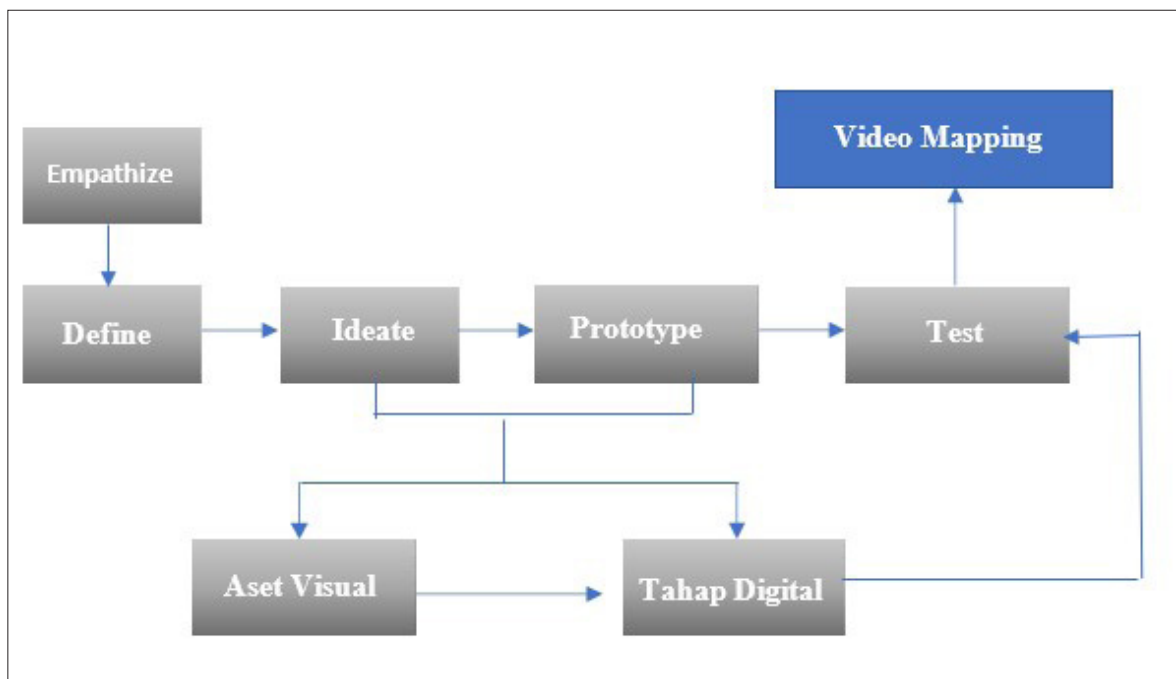 Video Mapping
Empathize
Define
Ideate
Prototype
Test
Aset Visual
Tahap Digital